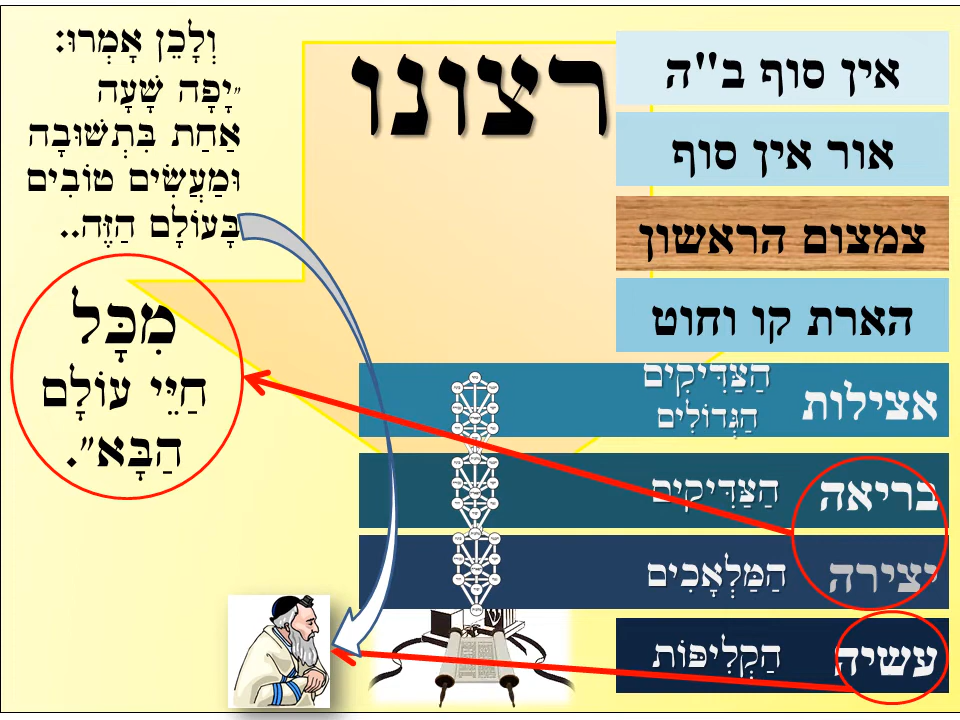 וְלָכֵן אָמְרוּ:
״יָפָה שָׁעָה
אַחַת בִּתְשׁוּבָה
וּמַעֲשִׂים טוֹבִים
בָּעוֹלָם הַזֶּה..
מִכָּל
חַיֵּי עוֹלָם
הַבָּא״.
רצונו
אין סוף ב"ה
אור אין סוף
צמצום הראשון
הארת קו וחוט
אצילות
הַצַּדִּיקִים
הַגְּדוֹלִים
בריאה
הַצַּדִּיקִים
יצירה
הַמַּלְאָכִים
עשיה
הַקְלִיפּוֹת